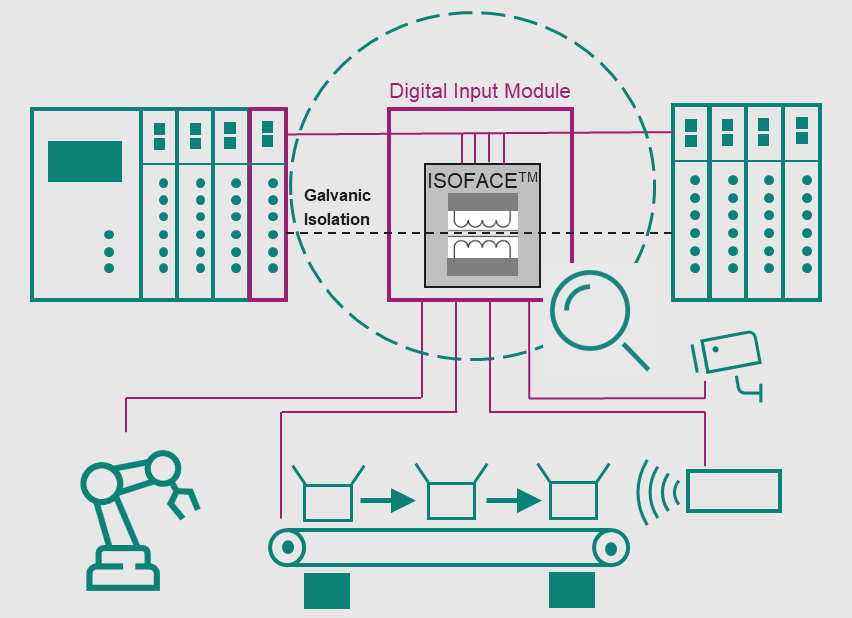 Digital Input Module
ISOFACE™
Galvanic
Isolation